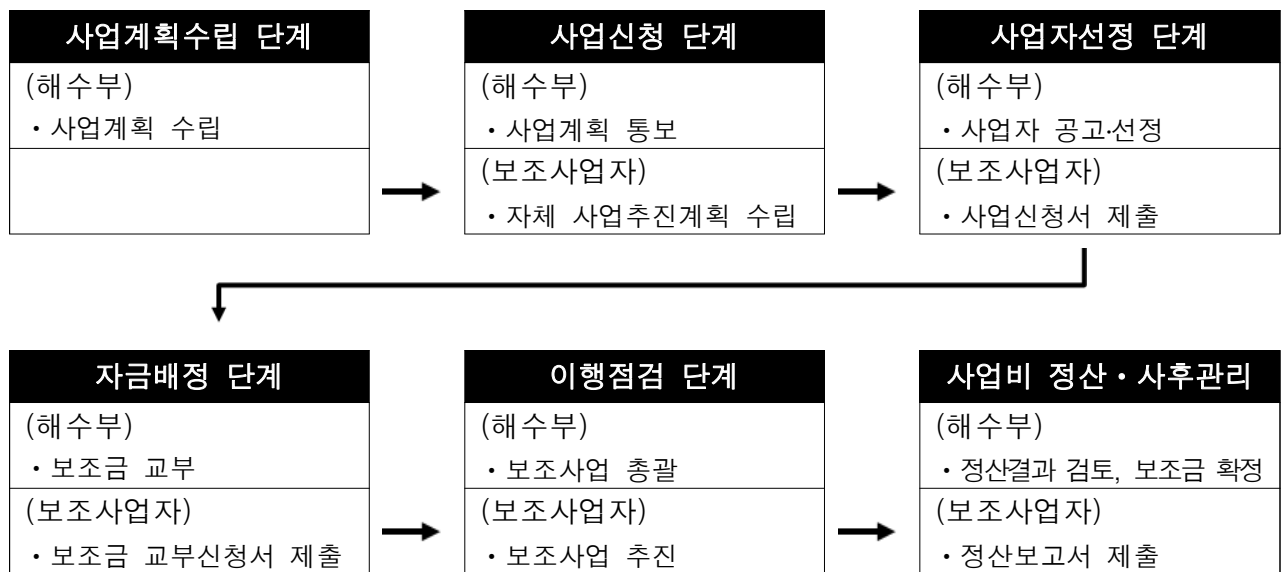 사업계획수립 단계
(해수부)
・사업계획 수립
사업신청 단계
(해수부)
・사업계획 통보
(보조사업자)
・자체 사업추진계획 수립
사업자선정 단계
(해수부)
・사업자 공고·선정
(보조사업자)
・사업신청서 제출
자금배정 단계
(해수부)
・보조금 교부
(보조사업자)
・보조금 교부신청서 제출
이행점검 단계
(해수부)
・보조사업 총괄
(보조사업자)
・보조사업 추진
사업비 정산・사후관리
(해수부)
・정산결과 검토, 보조금 확정
(보조사업자)
・정산보고서 제출